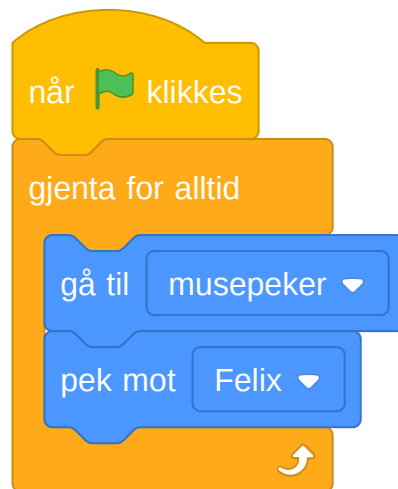 når klikkes
gjenta for alltid
gå til musepeker
pek mot Felix